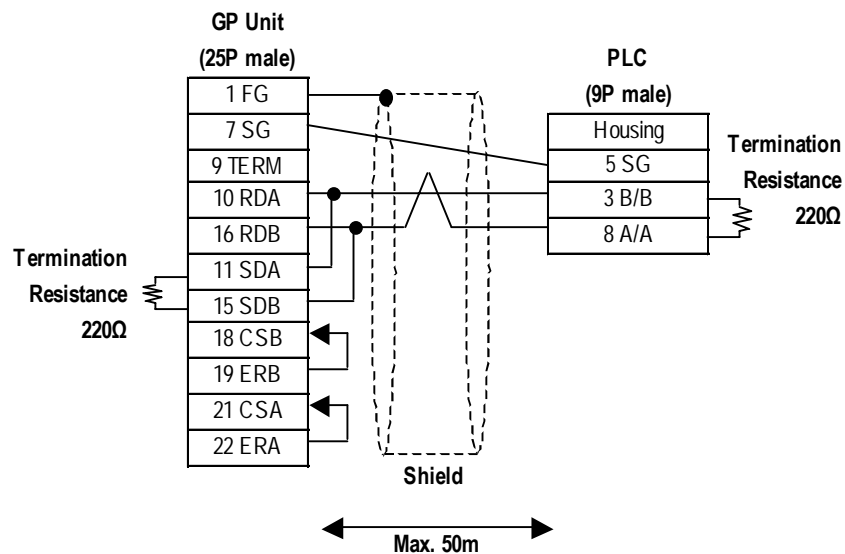 GP Unit
(25P male)
1 FG
7 SG
9 TERM
10 RDA
16 RDB
11 SDA
15 SDB
18 CSB
19 ERB
21 CSA
22 ERA
Termination
Resistance
220Ω
Shield
Max. 50m
PLC
(9P male)
Housing
5 SG
3 B/B
8 A/A
Termination
Resistance
220Ω